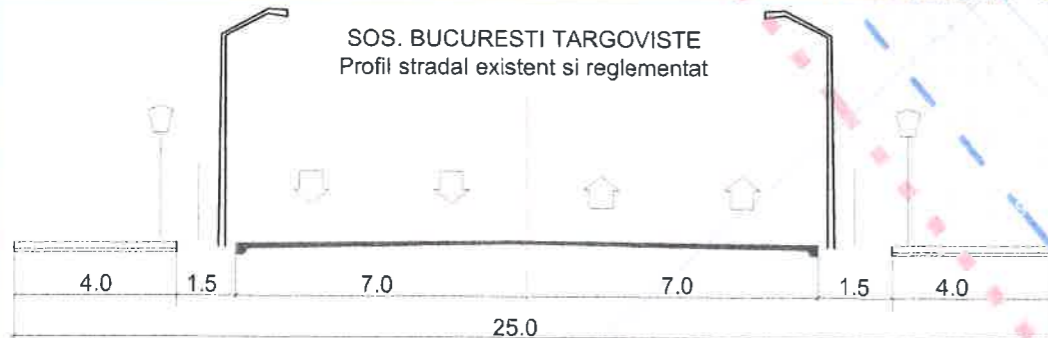 SOS. BUCURESTI TARGOVISTE
Profil stradal existent si reglementat
4.0 1.5 7.0 7.0 1.5 4.0
25.0